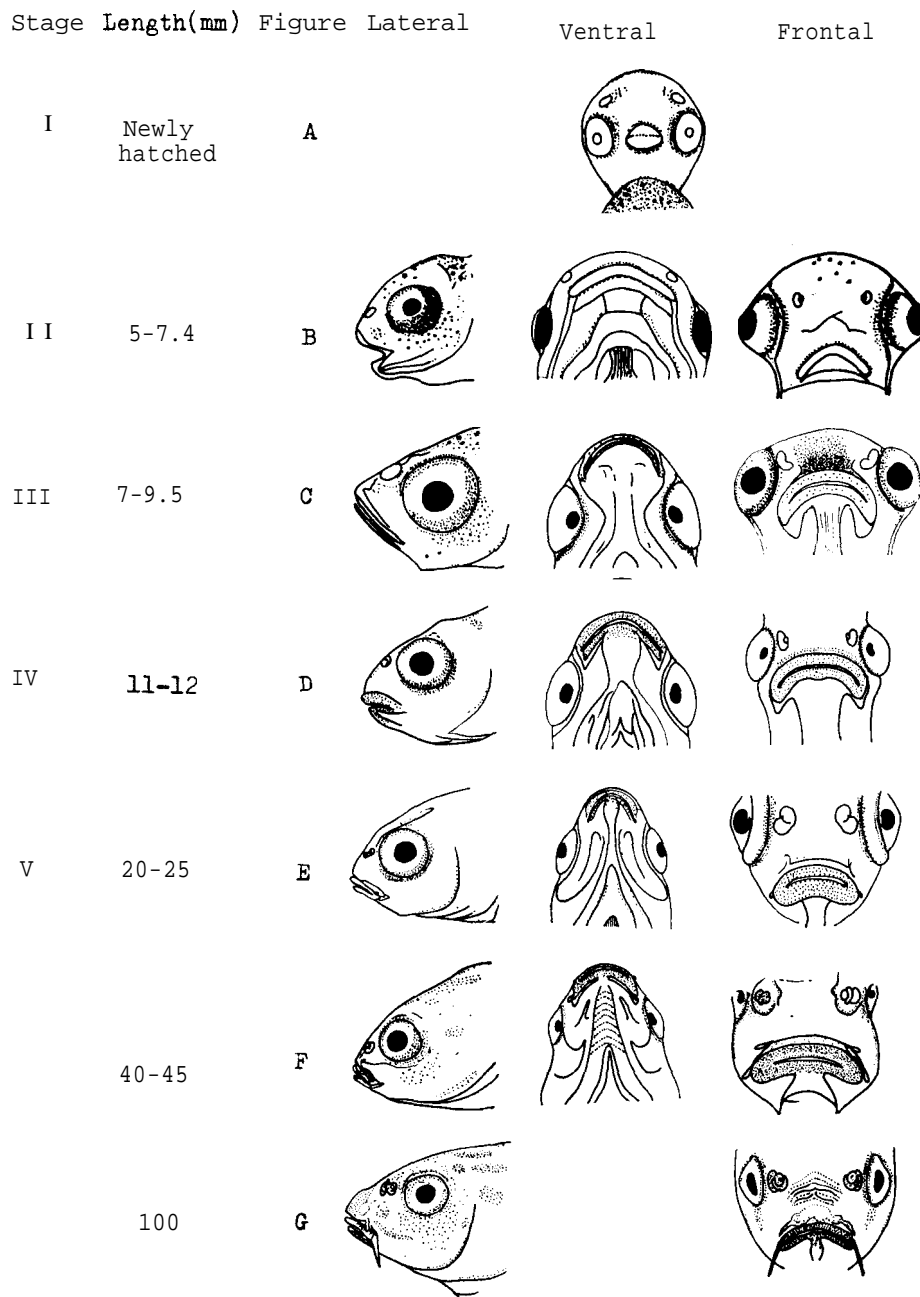 Stage Length(mm) Figure Lateral Ventral Frontal
I Newly hatched A
II 5-7.4 B
III 7-9.5 C
IV 11-12 D
V 20-25 E
40-45 F
100 G